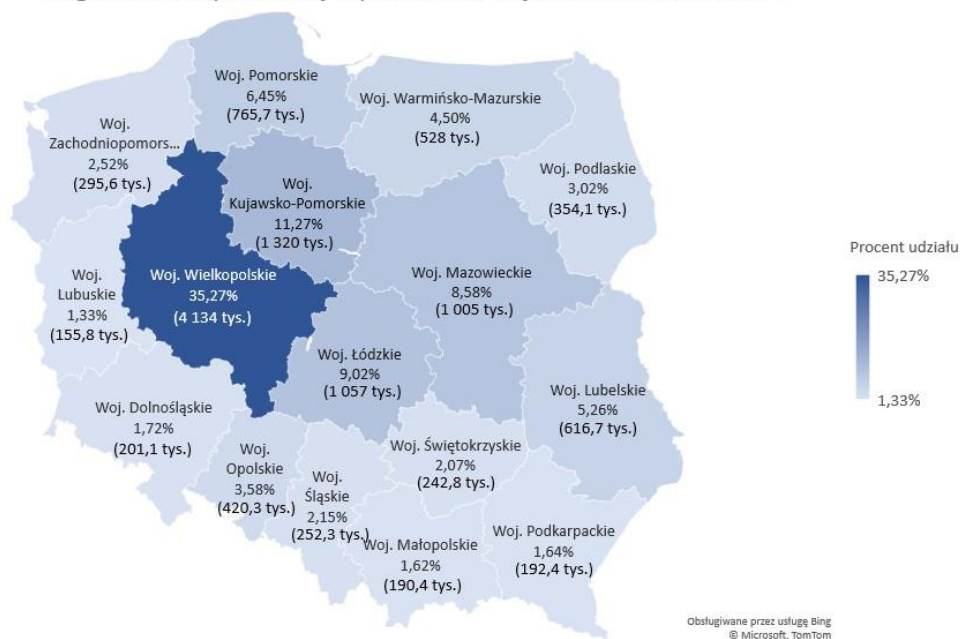 Woj. Pomorskie
6,45%
(765,7 tys.)
Woj. Warmińsko-Mazurskie
4,50%
(528 tys.)
Woj.
Zachodniopomors...
2,52%
(295,6 tys.)
Woj. Podlaskie
3,02%
(354,1 tys.)
Woj.
Kujawsko-Pomorskie
11,27%
(1 320 tys.)
Woj. Wielkopolskie
35,27%
(4 134 tys.)
Woj. Mazowieckie
8,58%
(1 005 tys.)
Woj.
Lubuskie
1,33%
(155,8 tys.)
Woj. Łódzkie
9,02%
(1 057 tys.)
Woj. Lubelskie
5,26%
(616,7 tys.)
Woj. Dolnośląskie
1,72%
(201,1 tys.)
Woj.
Opolskie
3,58%
(420,3 tys.)
Woj.
Śląskie
2,15%
(252,3 tys.)
Woj. Świętokrzyskie
2,07%
(242,8 tys.)
Woj. Małopolskie
1,62%
(190,4 tys.)
Woj. Podkarpackie
1,64%
(192,4 tys.)
Procent udziału
35,27%
1,33%
Obsługiwane przez usługę Bing
© Microsoft, TomTom